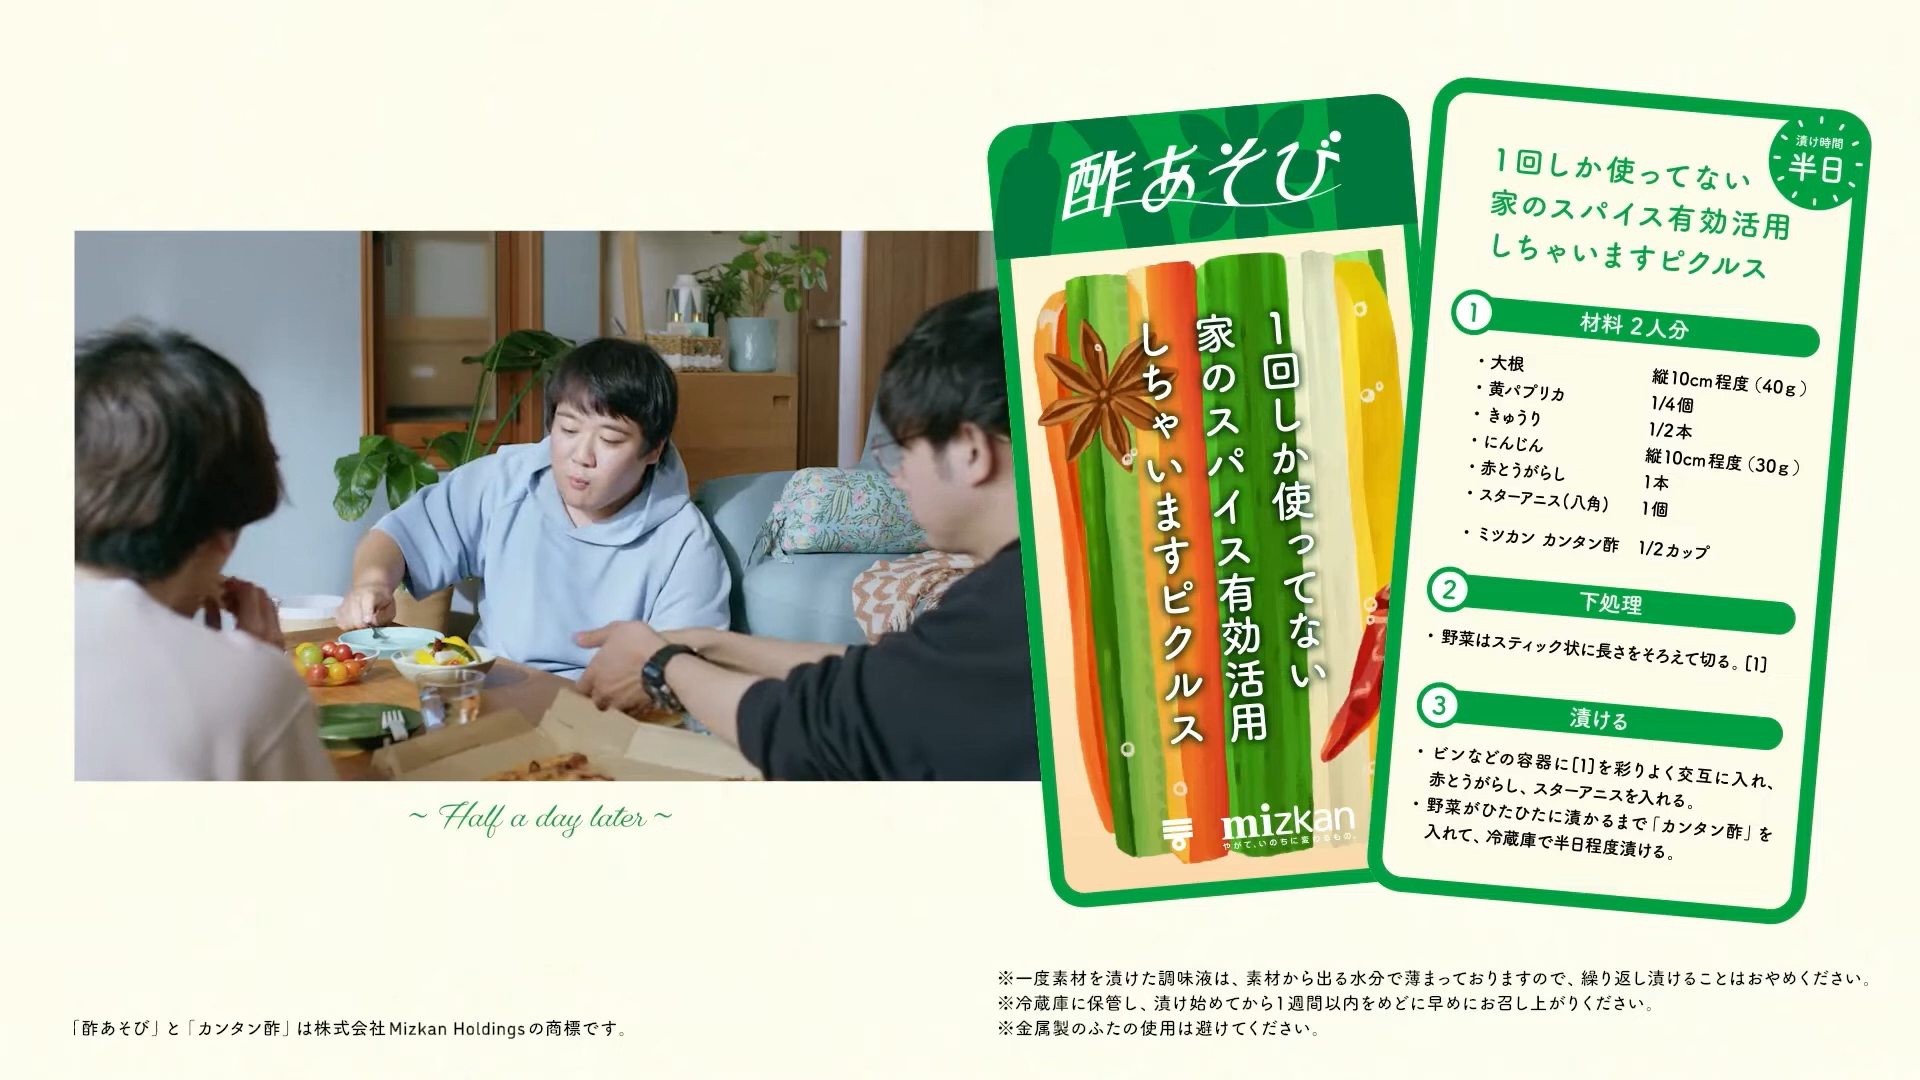 ~ Half a day later ~
「酢あそび」と「カンタン酢」は株式会社Mizkan Holdingsの商標です。
酢あそび
1回しか使ってない
家のスパイス有効活用
しちゃいますピクルス
mizkan
やがて、いのちに変わるもの。
漬け時間
半日
1回しか使ってない
家のスパイス有効活用
しちゃいますピクルス
1 材料 2人分
・大根 縦10cm程度（40g）
・黄パプリカ 1/4個
・きゅうり 1/2本
・にんじん 縦10cm程度（30g）
・赤とうがらし 1本
・スターアニス（八角） 1個
・ミツカン カンタン酢 1/2カップ
2 下処理
・野菜はスティック状に長さをそろえて切る。[1]
3 漬ける
・ビンなどの容器に[1]を彩りよく交互に入れ、
赤とうがらし、スターアニスを入れる。
・野菜がひたひたに漬かるまで「カンタン酢」を
入れて、冷蔵庫で半日程度漬ける。
※一度素材を漬けた調味液は、素材から出る水分で薄まっておりますので、繰り返し漬けることはおやめください。
※冷蔵庫に保管し、漬け始めてから1週間以内をめどに早めにお召し上がりください。
※金属製のふたの使用は避けてください。